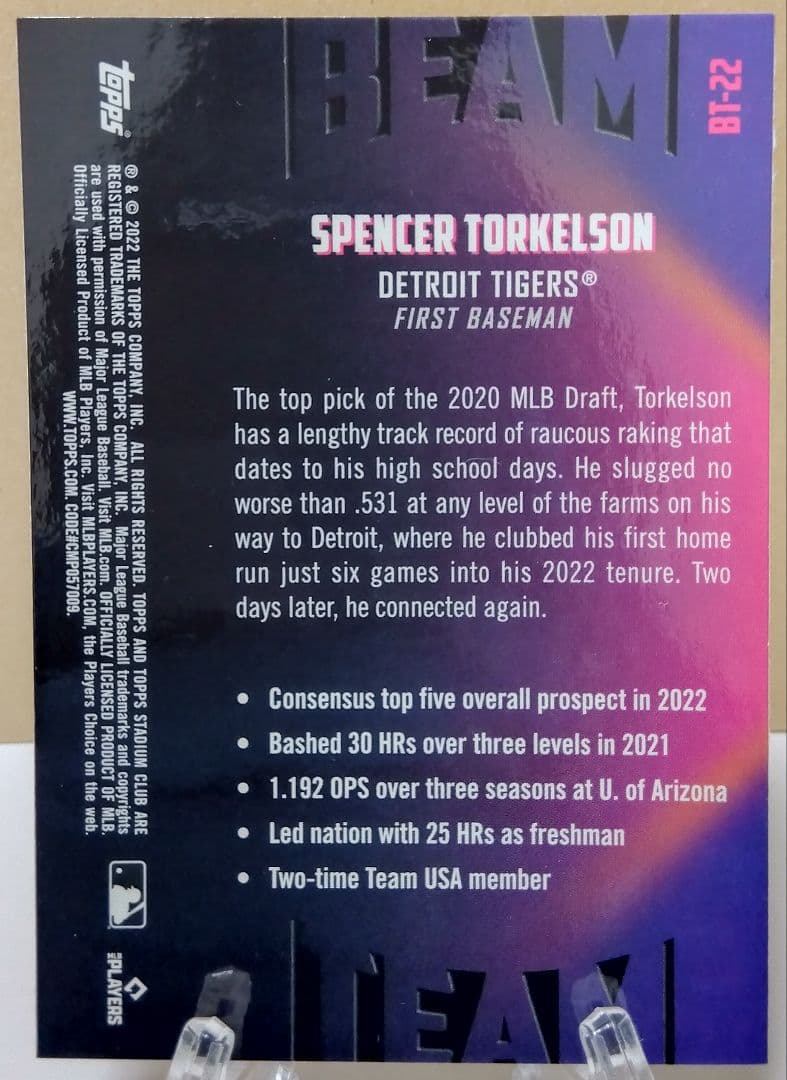 BEAM
BT-22
SPENCER TORKELSON
DETROIT TIGERS®
FIRST BASEMAN
The top pick of the 2020 MLB Draft, Torkelson
has a lengthy track record of raucous raking that
dates to his high school days. He slugged no
worse than .531 at any level of the farms on his
way to Detroit, where he clubbed his first home
run just six games into his 2022 tenure. Two
days later, he connected again.
• Consensus top five overall prospect in 2022
• Bashed 30 HRs over three levels in 2021
• 1.192 OPS over three seasons at U. of Arizona
• Led nation with 25 HRs as freshman
• Two-time Team USA member
TEAM
topps®
® & © 2022 THE TOPPS COMPANY, INC. ALL RIGHTS RESERVED. TOPPS AND TOPPS STADIUM CLUB ARE
REGISTERED TRADEMARKS OF THE TOPPS COMPANY, INC. Major League Baseball trademarks and copyrights
are used with permission of Major League Baseball. Visit MLB.com. OFFICIALLY LICENSED PRODUCT OF MLB
Officially Licensed Product of MLB Players, Inc. Visit MLBPLAYERS.COM, the Players Choice on the web.
WWW.TOPPS.COM. CODE#CMP057009.
MLB PLAYERS